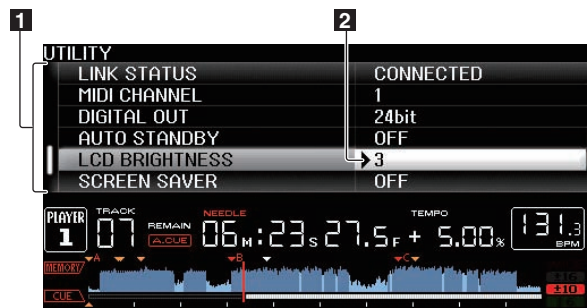 1 2
UTILITY
LINK STATUS CONNECTED
MIDI CHANNEL 1
DIGITAL OUT 24bit
AUTO STANDBY OFF
LCD BRIGHTNESS 3
SCREEN SAVER OFF
PLAYER 1 TRACK 07 REMAIN A.CUE NEEDLE 06M:23S27.5F TEMPO +5.00% 131.3 BPM
A B C
MEMORY
±16
CUE ±10